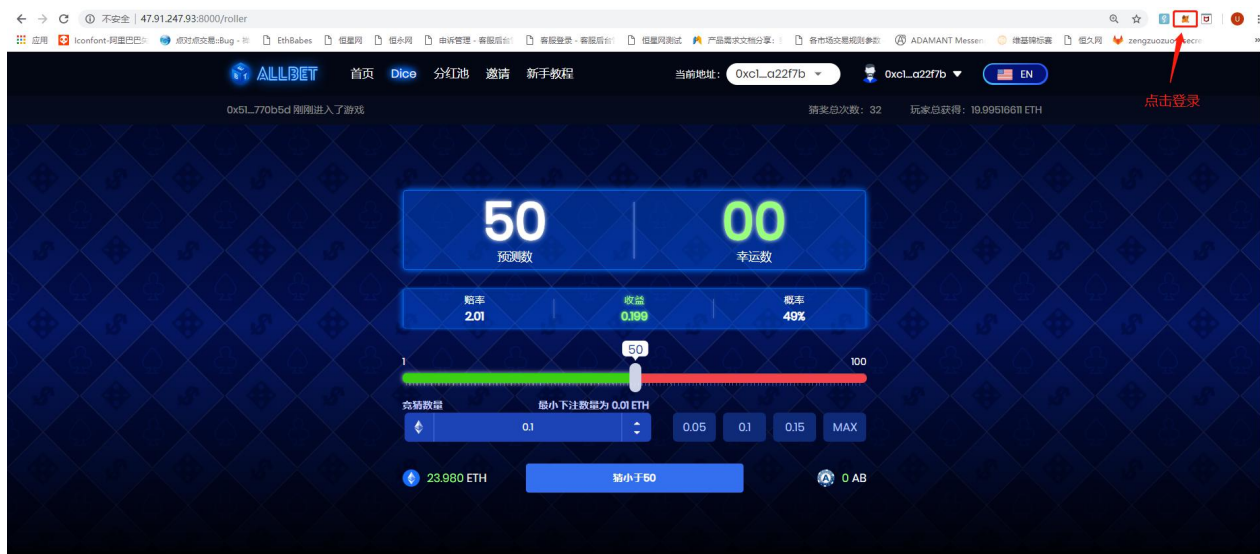 不安全 | 47.91.247.93:8000/roller
应用 Iconfont-阿里巴巴 点对点交易::Bug - EthBabes 恒星网 恒永网 申诉管理 - 客服后台 客服登录 - 客服后台 恒星网测试 产品需求文档分享: 各市场交易规则参数 ADAMANT Messen 维基锦标赛 恒久网
ALLBET 首页 Dice 分红池 邀请 新手教程 当前地址: 0xc1...a22f7b 0xc1...a22f7b EN
点击登录
0x51...770b5d 刚刚进入了游戏 猜奖总次数: 32 玩家总获得: 19.99516611 ETH
50 00
预测数 幸运数
赔率 收益 概率
2.01 0.199 49%
50
1 100
竞猜数量 最小下注数量为 0.01 ETH
0.1 0.05 0.1 0.15 MAX
23.980 ETH 猜小于50 0 AB